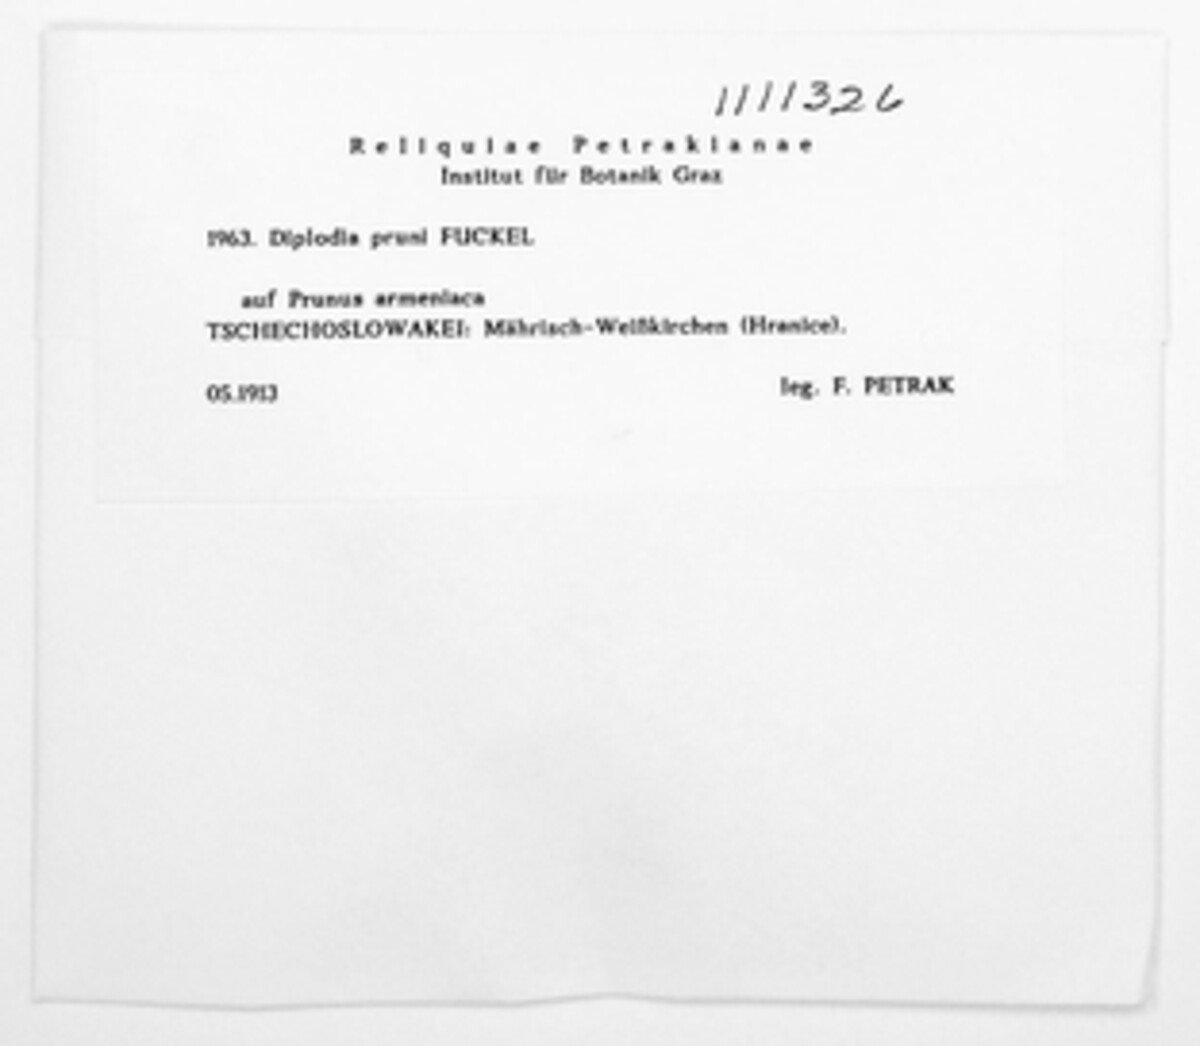 1111326
Reliquiae Petrakianae
Institut für Botanik Graz
1963. Diplodia pruni FUCKEL
auf Prunus armeniaca
TSCHECHOSLOWAKEI: Mährisch-Weißkirchen (Hranice).
05.1913
leg. F. PETRAK